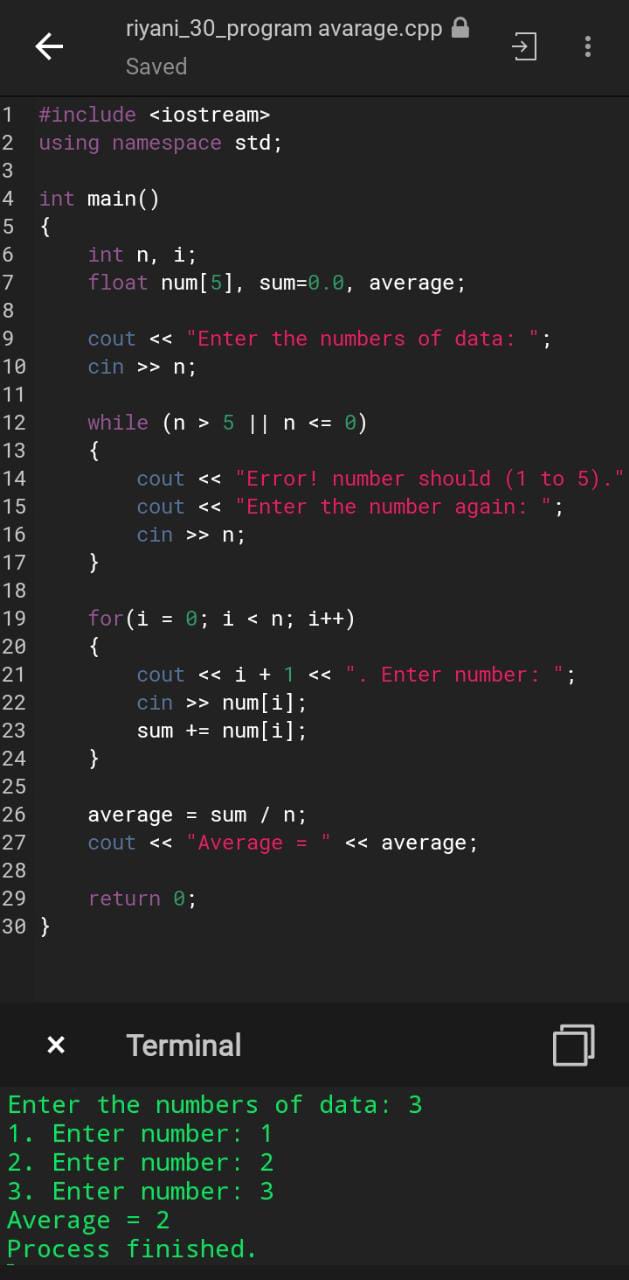 riyani_30_program avarage.cpp
Saved
1 #include <iostream>
2 using namespace std;
3
4 int main()
5 {
6     int n, i;
7     float num[5], sum=0.0, average;
8
9     cout << "Enter the numbers of data: ";
10     cin >> n;
11
12     while (n > 5 || n <= 0)
13     {
14         cout << "Error! number should (1 to 5)."
15         cout << "Enter the number again: ";
16         cin >> n;
17     }
18
19     for(i = 0; i < n; i++)
20     {
21         cout << i + 1 << ". Enter number: ";
22         cin >> num[i];
23         sum += num[i];
24     }
25
26     average = sum / n;
27     cout << "Average = " << average;
28
29     return 0;
30 }
× Terminal
Enter the numbers of data: 3
1. Enter number: 1
2. Enter number: 2
3. Enter number: 3
Average = 2
Process finished.